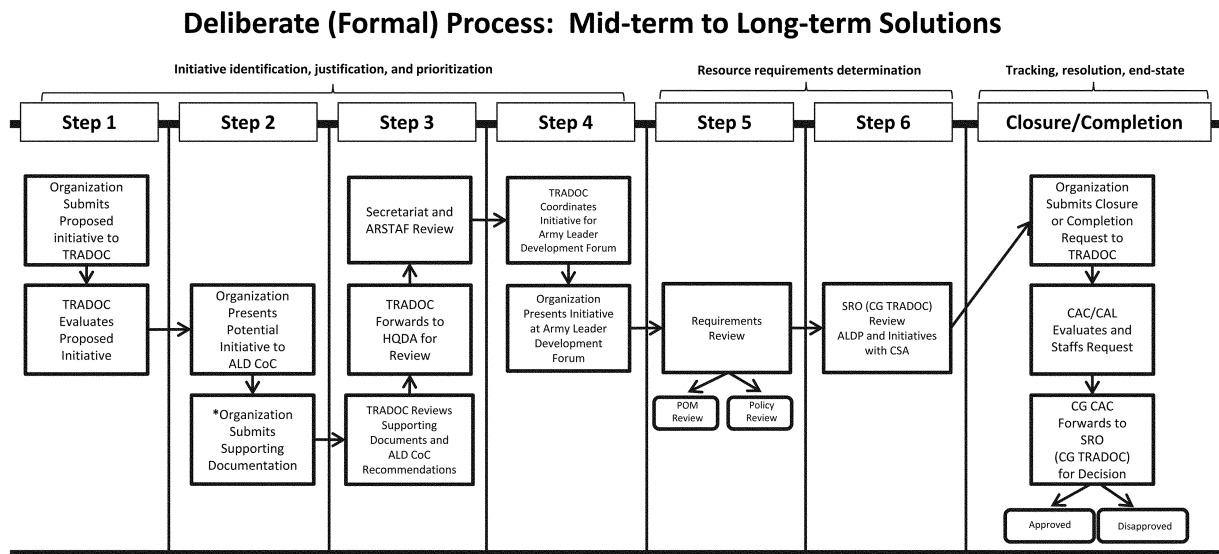 Deliberate (Formal) Process: Mid-term to Long-term Solutions
Initiative identification, justification, and prioritization
Resource requirements determination
Tracking, resolution, end-state
Step 1
Step 2
Step 3
Step 4
Step 5
Step 6
Closure/Completion
Organization
Submits
Proposed
initiative to
TRADOC
TRADOC
Evaluates
Proposed
Initiative
Organization
Presents
Potential
Initiative to
ALD CoC
*Organization
Submits
Supporting
Documentation
Secretariat and
ARSTAF Review
TRADOC
Forwards to
HQDA for
Review
TRADOC Reviews
Supporting
Documents and
ALD CoC
Recommendations
TRADOC
Coordinates
Initiative for
Army Leader
Development Forum
Organization
Presents Initiative
at Army Leader
Development
Forum
Requirements
Review
POM
Review
Policy
Review
SRO (CG TRADOC)
Review
ALDP and Initiatives
with CSA
Organization
Submits Closure
or Completion
Request to
TRADOC
CAC/CAL
Evaluates and
Staffs Request
CG CAC
Forwards to
SRO
(CG TRADOC)
for Decision
Approved
Disapproved